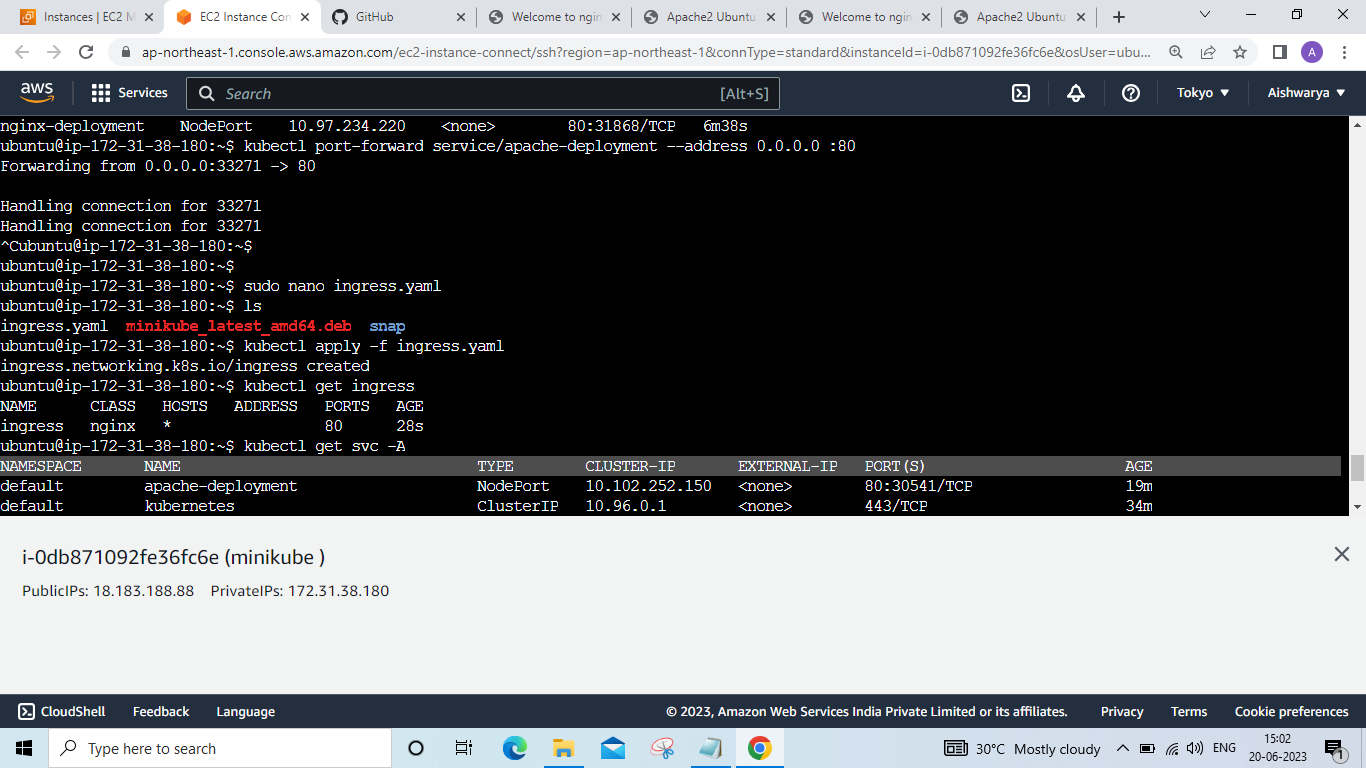 Instances | EC2 M
EC2 Instance Con
GitHub
Welcome to ngin
Apache2 Ubuntu
Welcome to ngin
Apache2 Ubuntu
ap-northeast-1.console.aws.amazon.com/ec2-instance-connect/ssh?region=ap-northeast-1&connType=standard&instanceId=i-0db871092fe36fc6e&osUser=ubu...
A
aws Services Search [Alt+S] Tokyo Aishwarya
nginx-deployment NodePort 10.97.234.220 <none> 80:31868/TCP 6m38s
ubuntu@ip-172-31-38-180:~$ kubectl port-forward service/apache-deployment --address 0.0.0.0 :80
Forwarding from 0.0.0.0:33271 -> 80
Handling connection for 33271
Handling connection for 33271
^Cubuntu@ip-172-31-38-180:~$
ubuntu@ip-172-31-38-180:~$
ubuntu@ip-172-31-38-180:~$ sudo nano ingress.yaml
ubuntu@ip-172-31-38-180:~$ ls
ingress.yaml minikube_latest_amd64.deb snap
ubuntu@ip-172-31-38-180:~$ kubectl apply -f ingress.yaml
ingress.networking.k8s.io/ingress created
ubuntu@ip-172-31-38-180:~$ kubectl get ingress
NAME CLASS HOSTS ADDRESS PORTS AGE
ingress nginx * 80 28s
ubuntu@ip-172-31-38-180:~$ kubectl get svc -A
NAMESPACE NAME TYPE CLUSTER-IP EXTERNAL-IP PORT(S) AGE
default apache-deployment NodePort 10.102.252.150 <none> 80:30541/TCP 19m
default kubernetes ClusterIP 10.96.0.1 <none> 443/TCP 34m
i-0db871092fe36fc6e (minikube )
PublicIPs: 18.183.188.88 PrivateIPs: 172.31.38.180
CloudShell Feedback Language © 2023, Amazon Web Services India Private Limited or its affiliates. Privacy Terms Cookie preferences
Type here to search
30°C Mostly cloudy
ENG
15:02
20-06-2023
1